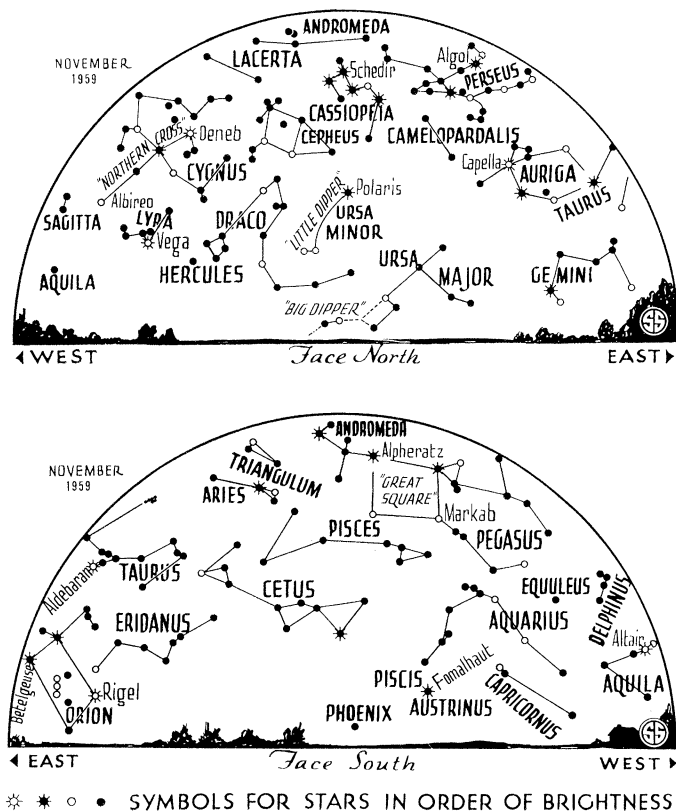 ANDROMEDA
LACERTA
NOVEMBER
1959
Schedir
Algol
PERSEUS
CASSIOPEIA
CEPHEUS
CAMELOPARDALIS
"NORTHERN CROSS"
Deneb
CYGNUS
Capella
AURIGA
TAURUS
Albireo
"LITTLE DIPPER"
Polaris
URSA
MINOR
SAGITTA
LYRA
Vega
DRACO
AQUILA
HERCULES
URSA
MAJOR
GEMINI
"BIG DIPPER"
WEST
Face North
EAST
ANDROMEDA
NOVEMBER
1959
TRIANGULUM
Alpheratz
ARIES
"GREAT
SQUARE"
Markab
PISCES
PEGASUS
Aldebaran
TAURUS
CETUS
EQUULEUS
DELPHINUS
ERIDANUS
AQUARIUS
Altair
Betelgeuse
Rigel
ORION
PISCIS
AUSTRINUS
Fomalhaut
CAPRICORNUS
AQUILA
PHOENIX
EAST
Face South
WEST
SYMBOLS FOR STARS IN ORDER OF BRIGHTNESS